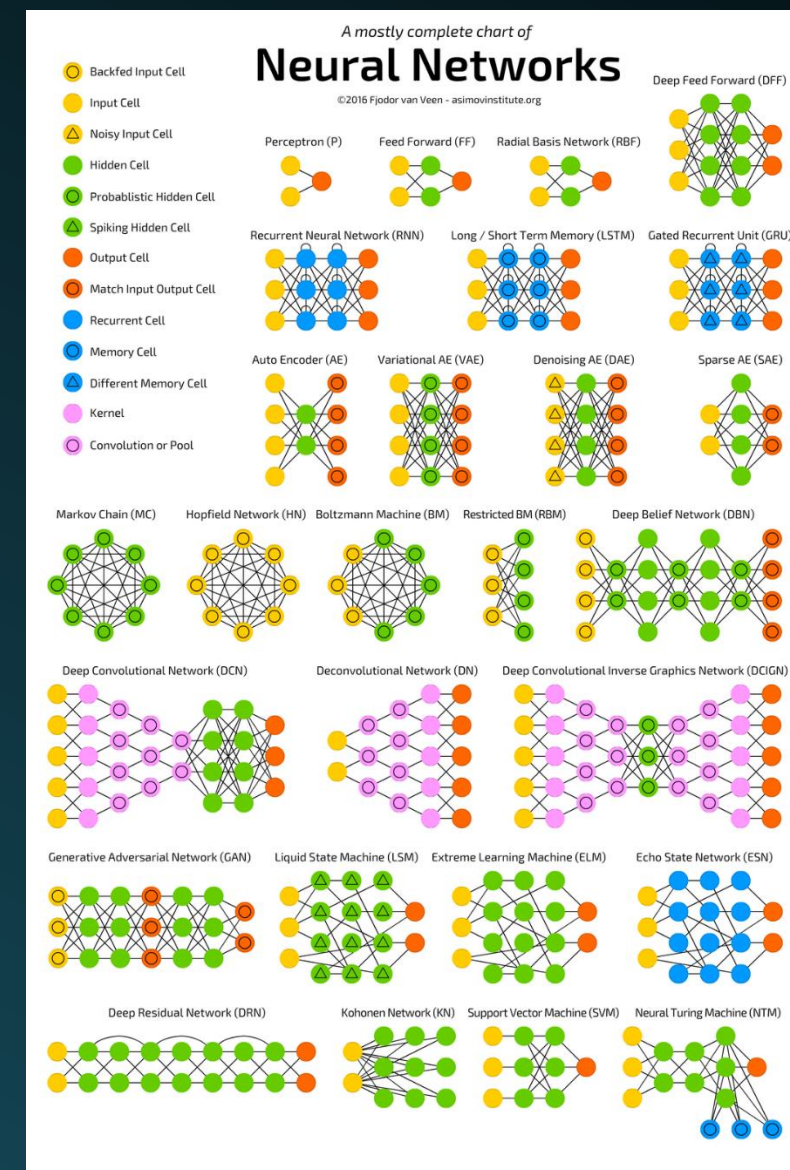 A mostly complete chart of
Neural Networks
©2016 Fjodor van Veen - asimovinstitute.org
Backfed Input Cell
Input Cell
Noisy Input Cell
Hidden Cell
Probablistic Hidden Cell
Spiking Hidden Cell
Output Cell
Match Input Output Cell
Recurrent Cell
Memory Cell
Different Memory Cell
Kernel
Convolution or Pool
Deep Feed Forward (DFF)
Perceptron (P)
Feed Forward (FF)
Radial Basis Network (RBF)
Recurrent Neural Network (RNN)
Long / Short Term Memory (LSTM)
Gated Recurrent Unit (GRU)
Auto Encoder (AE)
Variational AE (VAE)
Denoising AE (DAE)
Sparse AE (SAE)
Markov Chain (MC)
Hopfield Network (HN)
Boltzmann Machine (BM)
Restricted BM (RBM)
Deep Belief Network (DBN)
Deep Convolutional Network (DCN)
Deconvolutional Network (DN)
Deep Convolutional Inverse Graphics Network (DCIGN)
Generative Adversarial Network (GAN)
Liquid State Machine (LSM)
Extreme Learning Machine (ELM)
Echo State Network (ESN)
Deep Residual Network (DRN)
Kohonen Network (KN)
Support Vector Machine (SVM)
Neural Turing Machine (NTM)